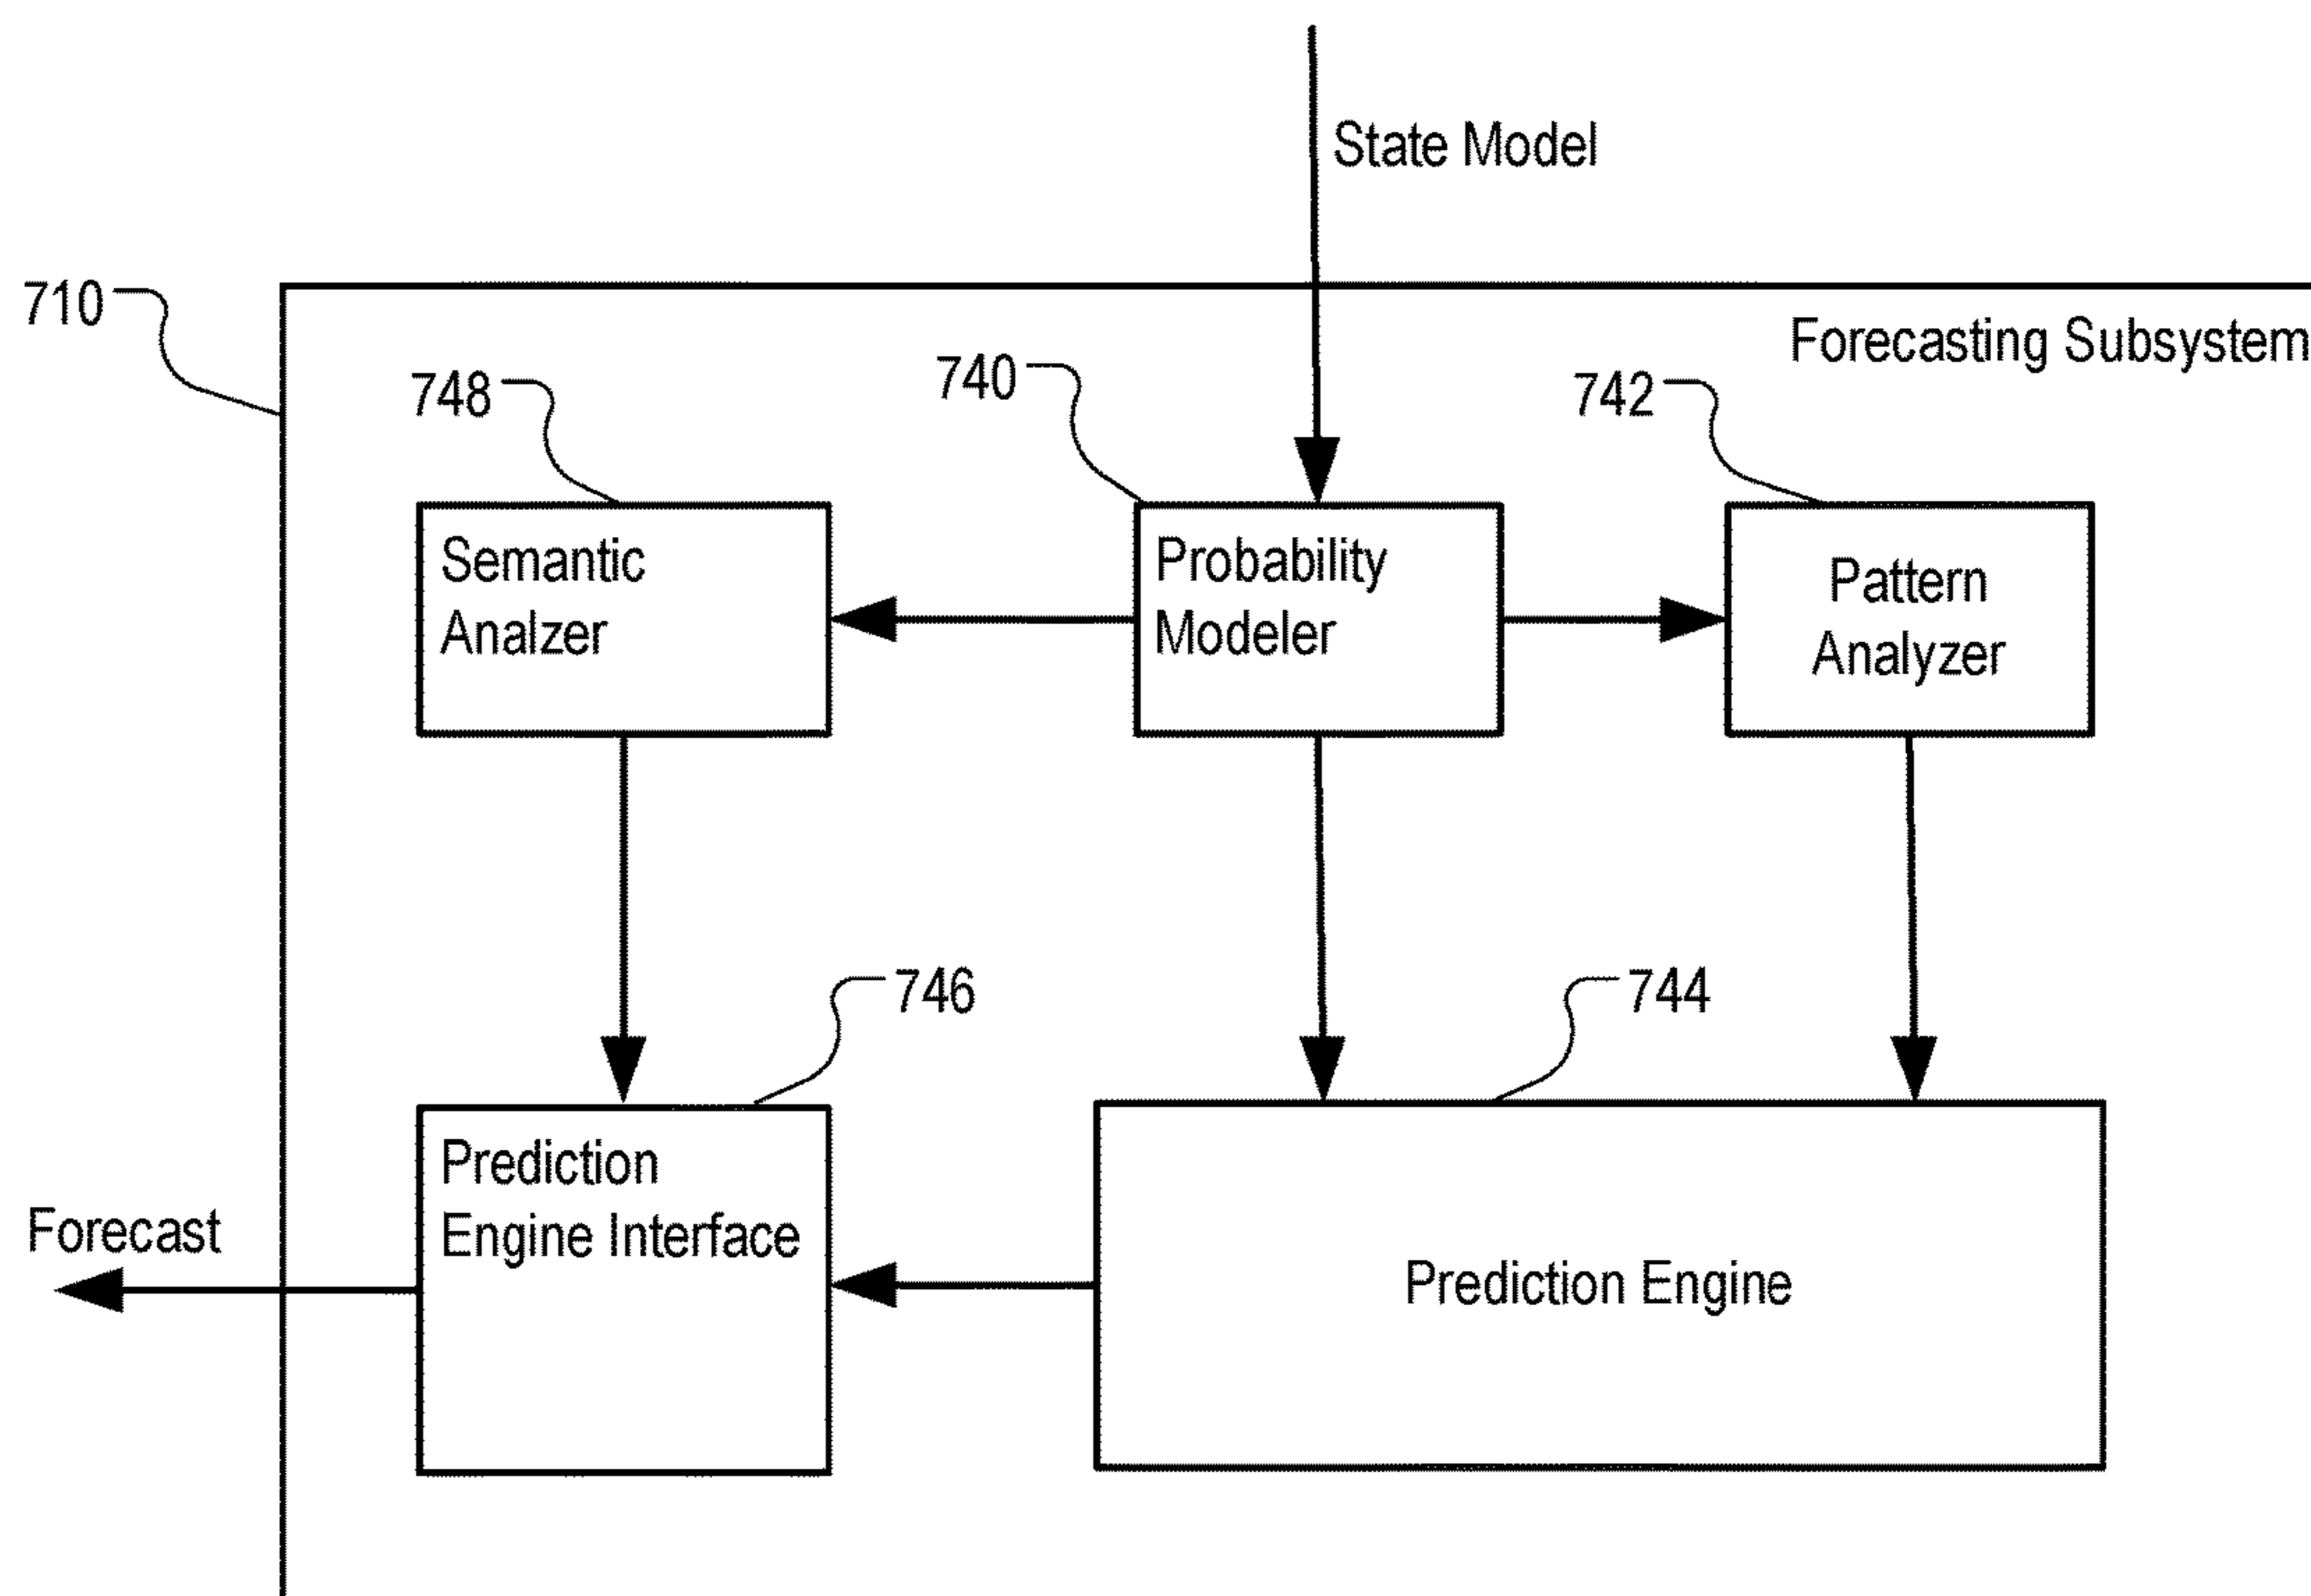 State Model
710
Forecasting Subsystem
748
740
742
Semantic
Analzer
Probability
Modeler
Pattern
Analyzer
746
744
Prediction
Engine Interface
Forecast
Prediction Engine